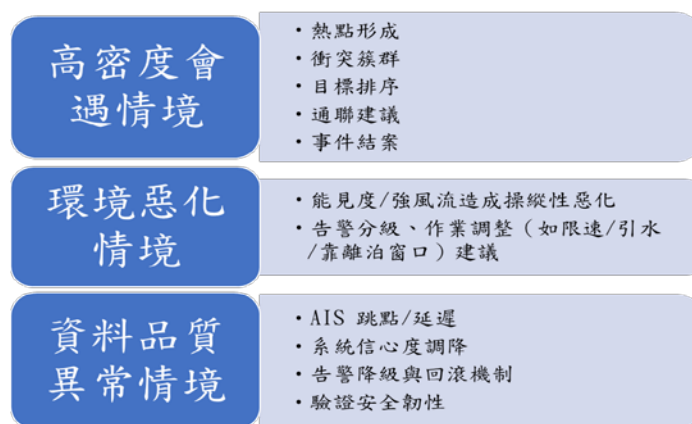 高密度會
遇情境
・熱點形成
・衝突簇群
・目標排序
・通聯建議
・事件結案
環境惡化
情境
・能見度/強風流造成操縱性惡化
・告警分級、作業調整（如限速/引水
/靠離泊窗口）建議
資料品質
異常情境
・AIS 跳點/延遲
・系統信心度調降
・告警降級與回滾機制
・驗證安全韌性